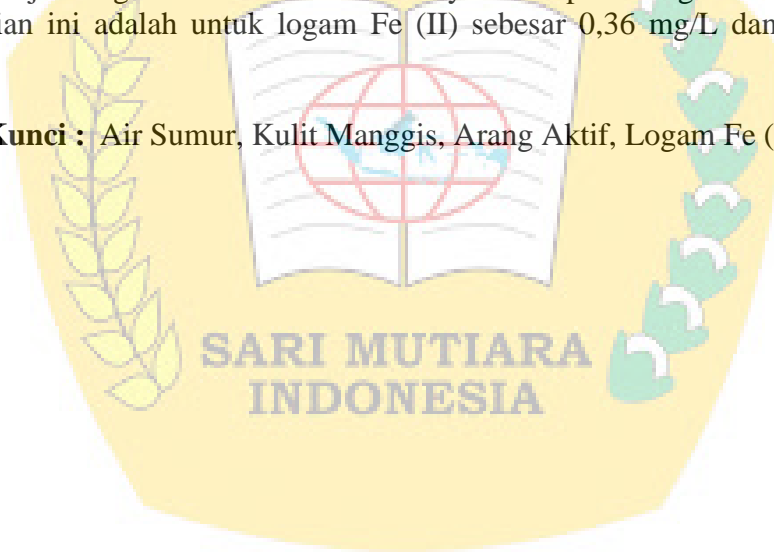 ian ini adalah untuk logam Fe (II) sebesar 0,36 mg/L dan
Kunci : Air Sumur, Kulit Manggis, Arang Aktif, Logam Fe (
SARI MUTIARA
INDONESIA